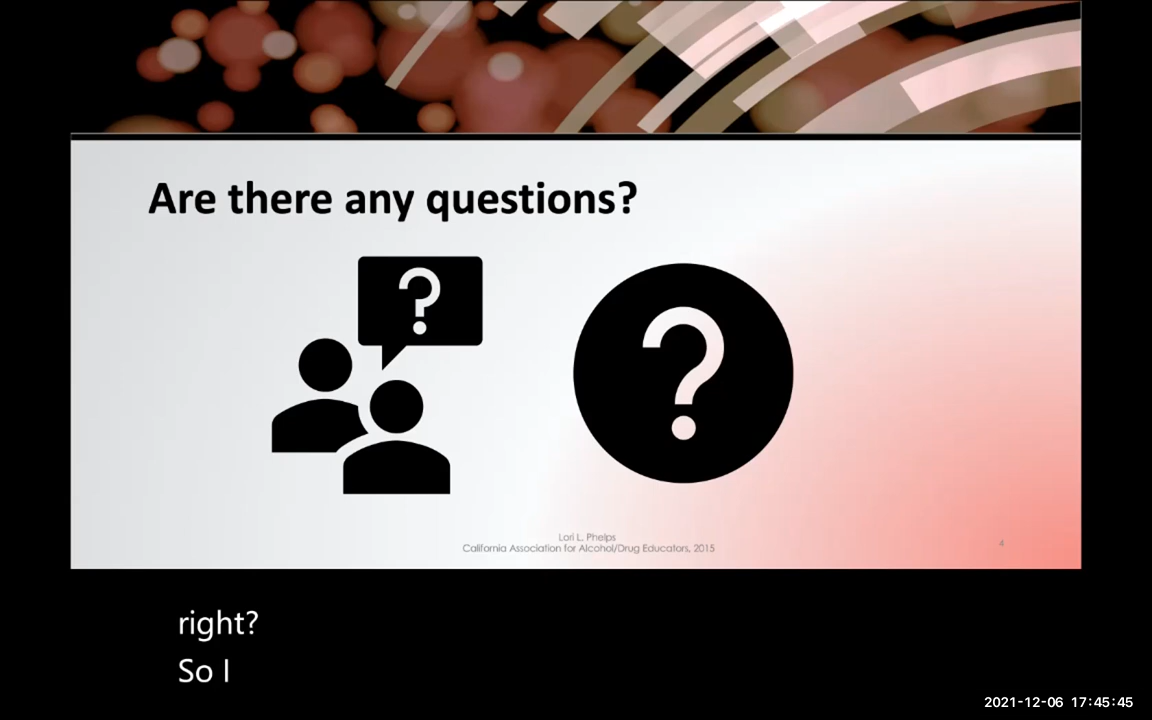 Are there any questions?
?
?
Lori L. Phelps
California Association for Alcohol/Drug Educators, 2015
4
right?
So I
2021-12-06 17:45:45